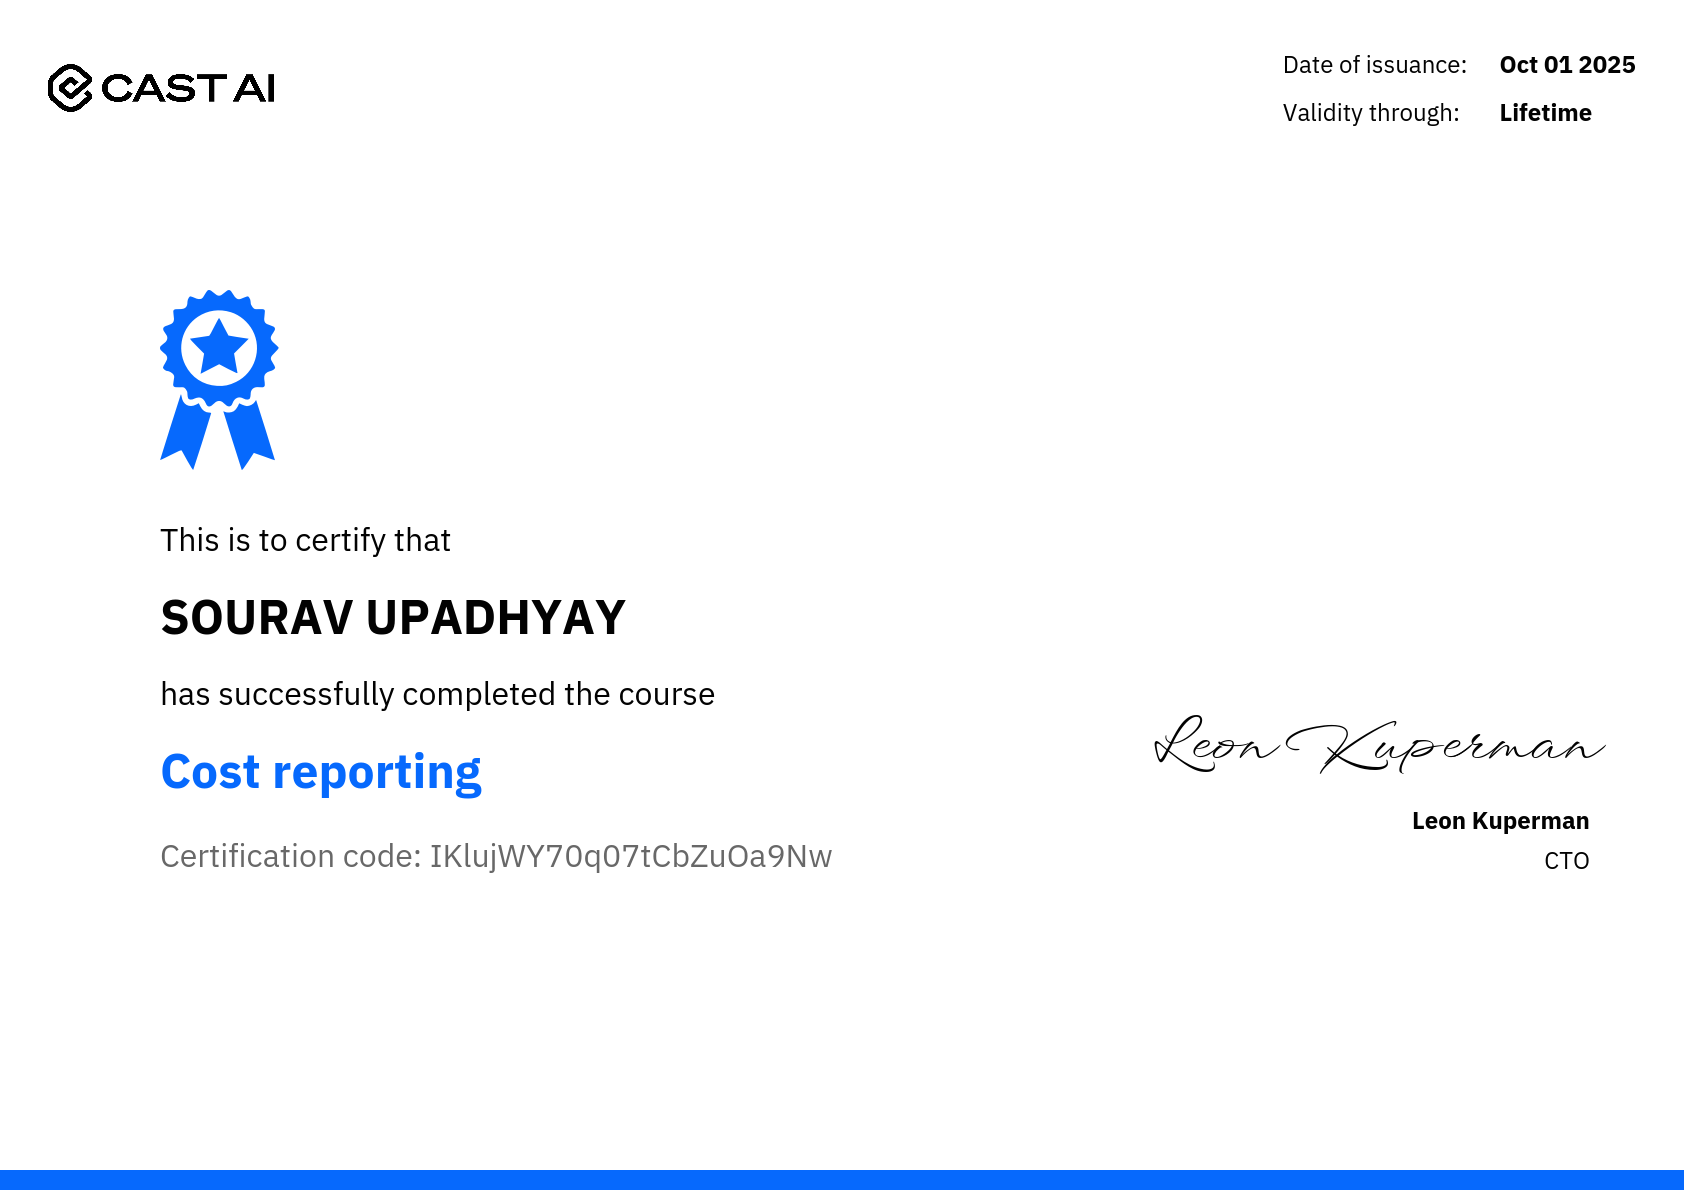 CAST AI
Date of issuance: Oct 01 2025
Validity through: Lifetime
This is to certify that
SOURAV UPADHYAY
has successfully completed the course
Cost reporting
Certification code: IKlujWY70q07tCbZuOa9Nw
Leon Kuperman
Leon Kuperman
CTO